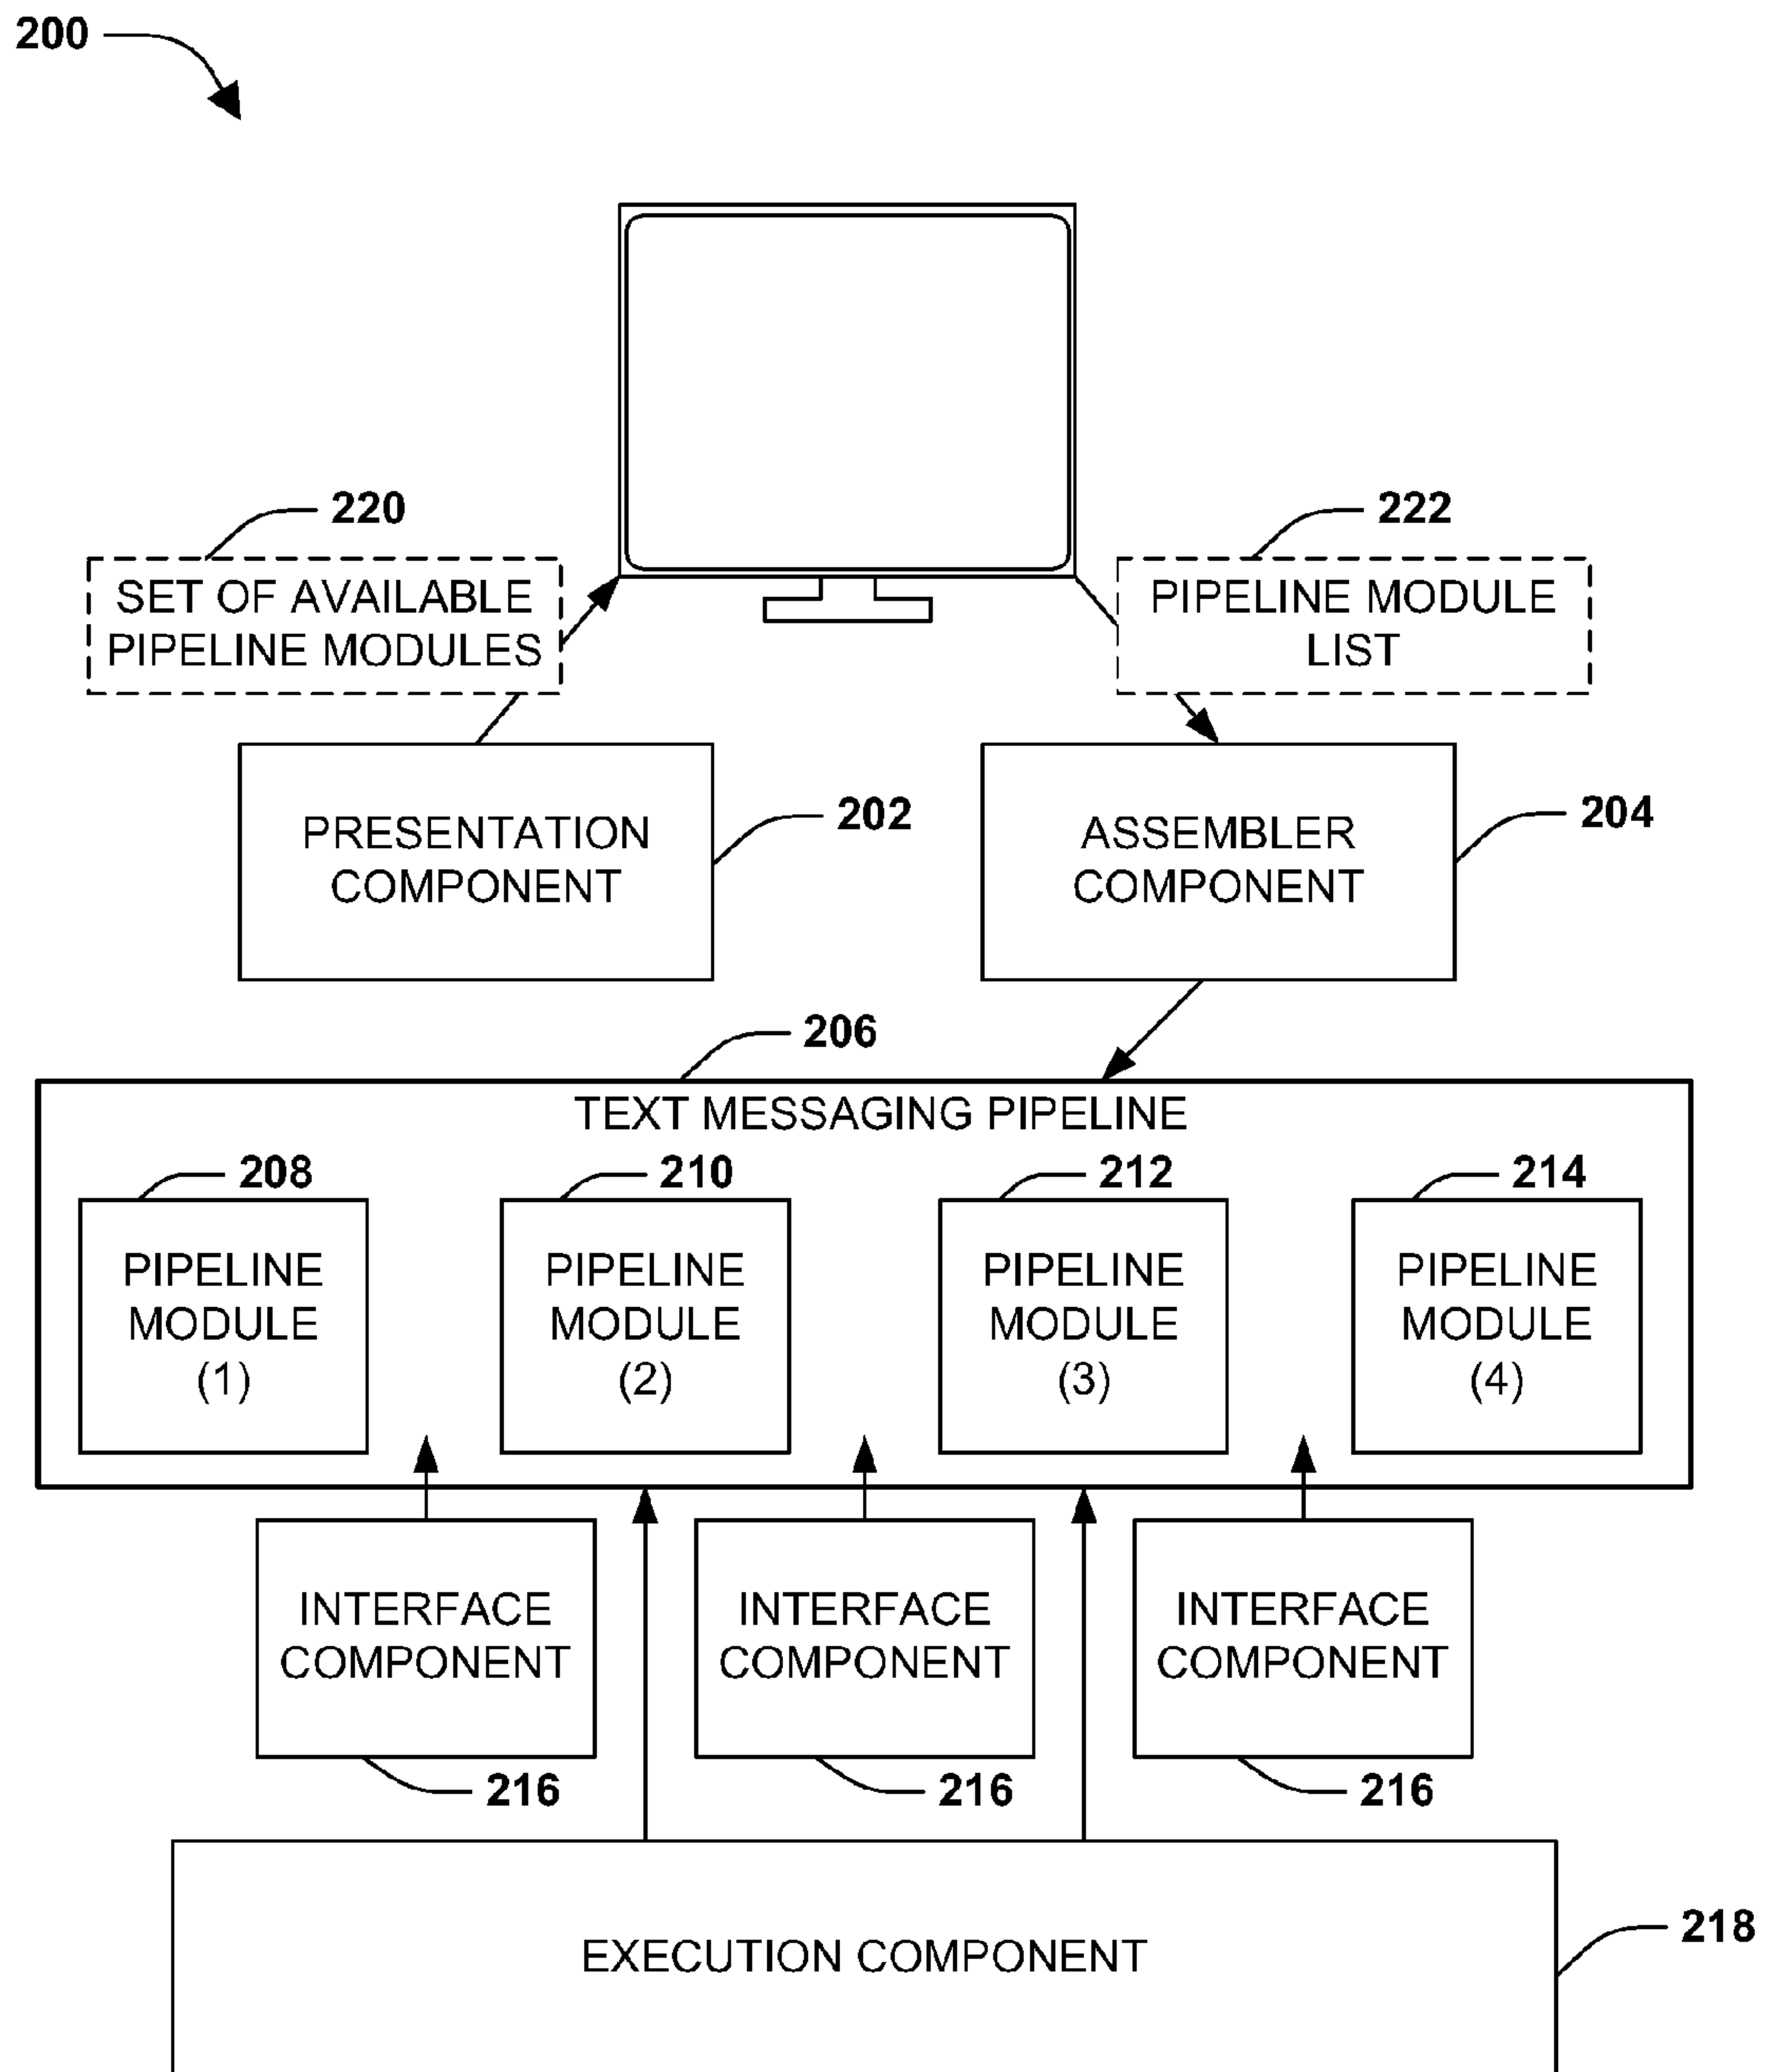 200
220
222
SET OF AVAILABLE
PIPELINE MODULES
PIPELINE MODULE
LIST
202
204
PRESENTATION
COMPONENT
ASSEMBLER
COMPONENT
206
TEXT MESSAGING PIPELINE
208
210
212
214
PIPELINE
MODULE
(1)
PIPELINE
MODULE
(2)
PIPELINE
MODULE
(3)
PIPELINE
MODULE
(4)
INTERFACE
COMPONENT
INTERFACE
COMPONENT
INTERFACE
COMPONENT
216
216
216
218
EXECUTION COMPONENT